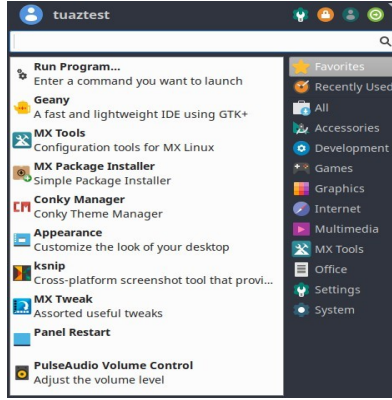 tuaztest
Run Program...
Enter a command you want to launch
Geany
A fast and lightweight IDE using GTK+
MX Tools
Configuration tools for MX Linux
MX Package Installer
Simple Package Installer
Conky Manager
Conky Theme Manager
Appearance
Customize the look of your desktop
ksnip
Cross-platform screenshot tool that provi...
MX Tweak
Assorted useful tweaks
Panel Restart
PulseAudio Volume Control
Adjust the volume level
Favorites
Recently Used
All
Accessories
Development
Games
Graphics
Internet
Multimedia
MX Tools
Office
Settings
System